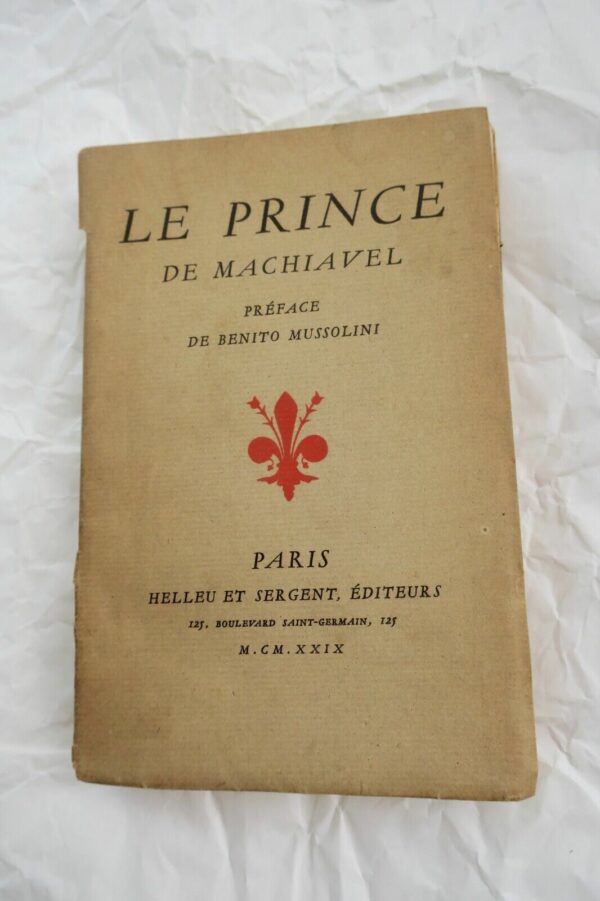 LE PRINCE
DE MACHIAVEL
PRÉFACE
DE BENITO MUSSOLINI
PARIS
HELLEU ET SERGENT, ÉDITEURS
125, BOULEVARD SAINT-GERMAIN, 125
M.CM.XXIX